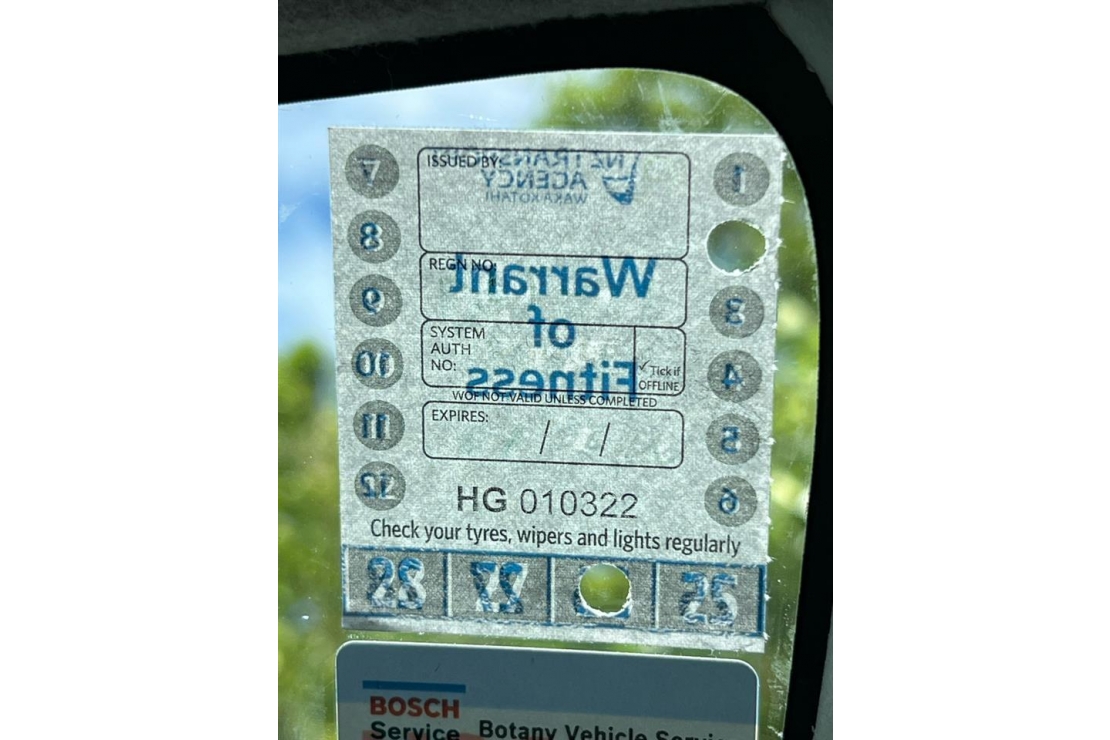 NZ TRANSPORT
AGENCY
WAKA KOTAHI
ISSUED BY:
7
1
8
Warrant
of
Fitness
REGN NO:
9
3
SYSTEM
AUTH
NO:
✓ Tick if
OFFLINE
10
4
WOF NOT VALID UNLESS COMPLETED
EXPIRES: / /
11
5
12
6
HG 010322
Check your tyres, wipers and lights regularly
28 27 25
BOSCH
Service Botany Vehicle Servic